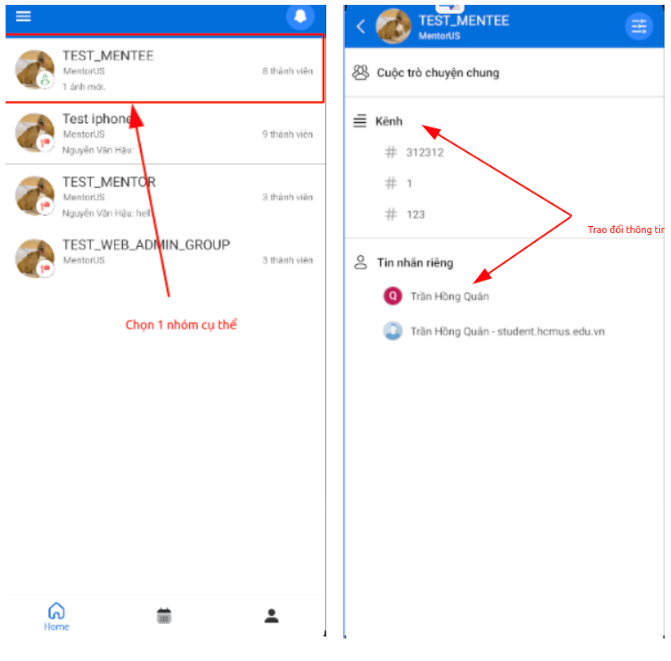 TEST_MENTEE
MentorUS
8 thành viên
1 ảnh mới.
Test iphone
MentorUS
9 thành viên
Nguyễn Văn Hậu:
TEST_MENTOR
MentorUS
3 thành viên
Nguyễn Văn Hậu: hell
TEST_WEB_ADMIN_GROUP
MentorUS
3 thành viên
Chọn 1 nhóm cụ thể
Home
TEST_MENTEE
MentorUS
Cuộc trò chuyện chung
Kênh
# 312312
# 1
# 123
Trao đổi thông tin
Tin nhắn riêng
Q
Trần Hồng Quân
Trần Hồng Quân - student.hcmus.edu.vn